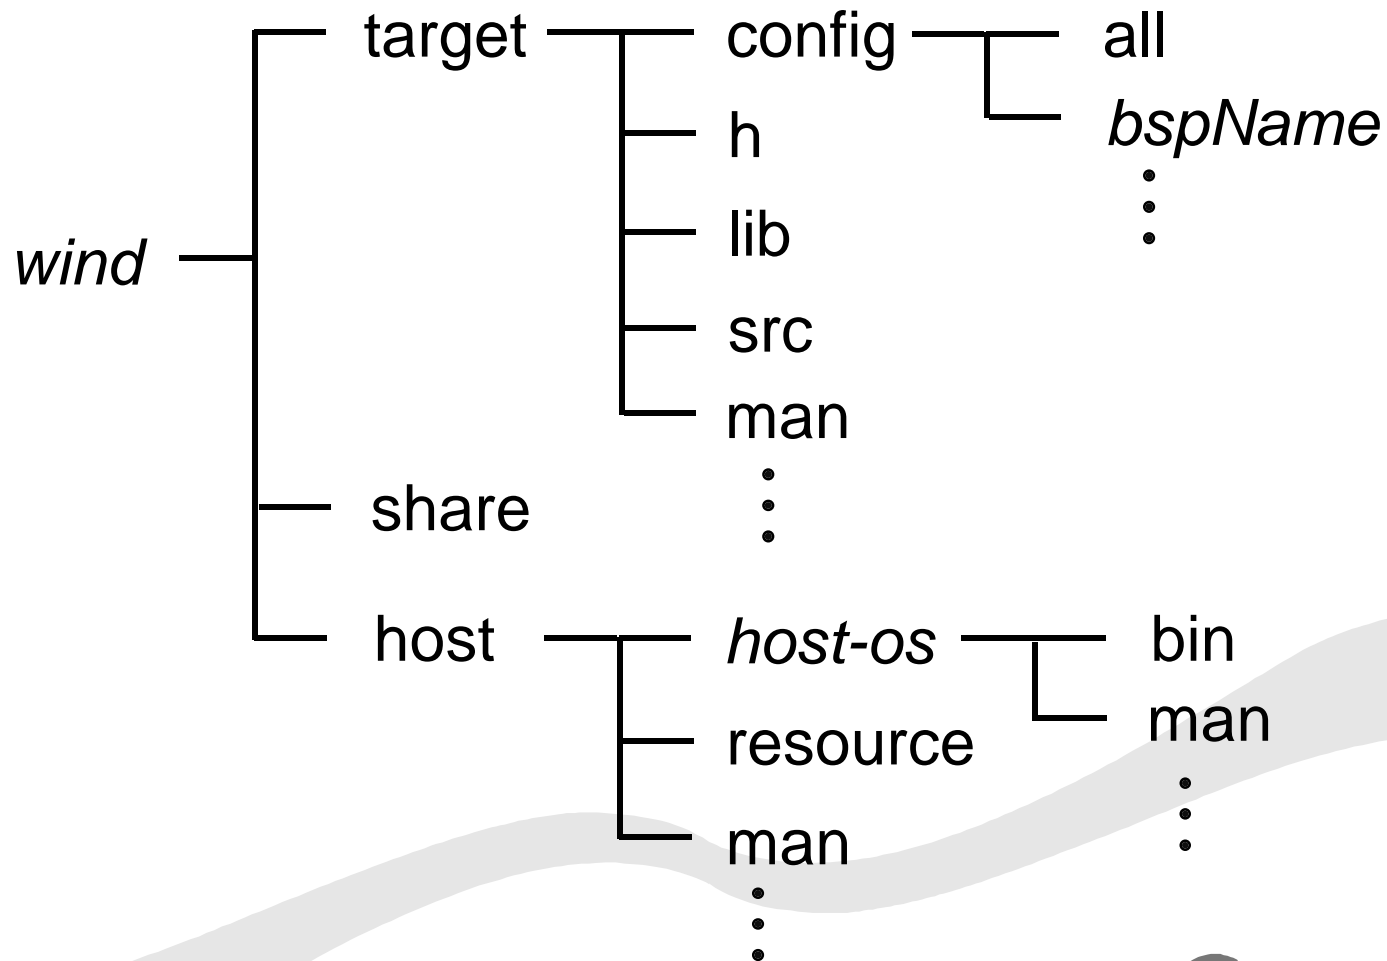 target config all
h bspName
lib
wind
src
man
share
host host-os bin
man
resource
man